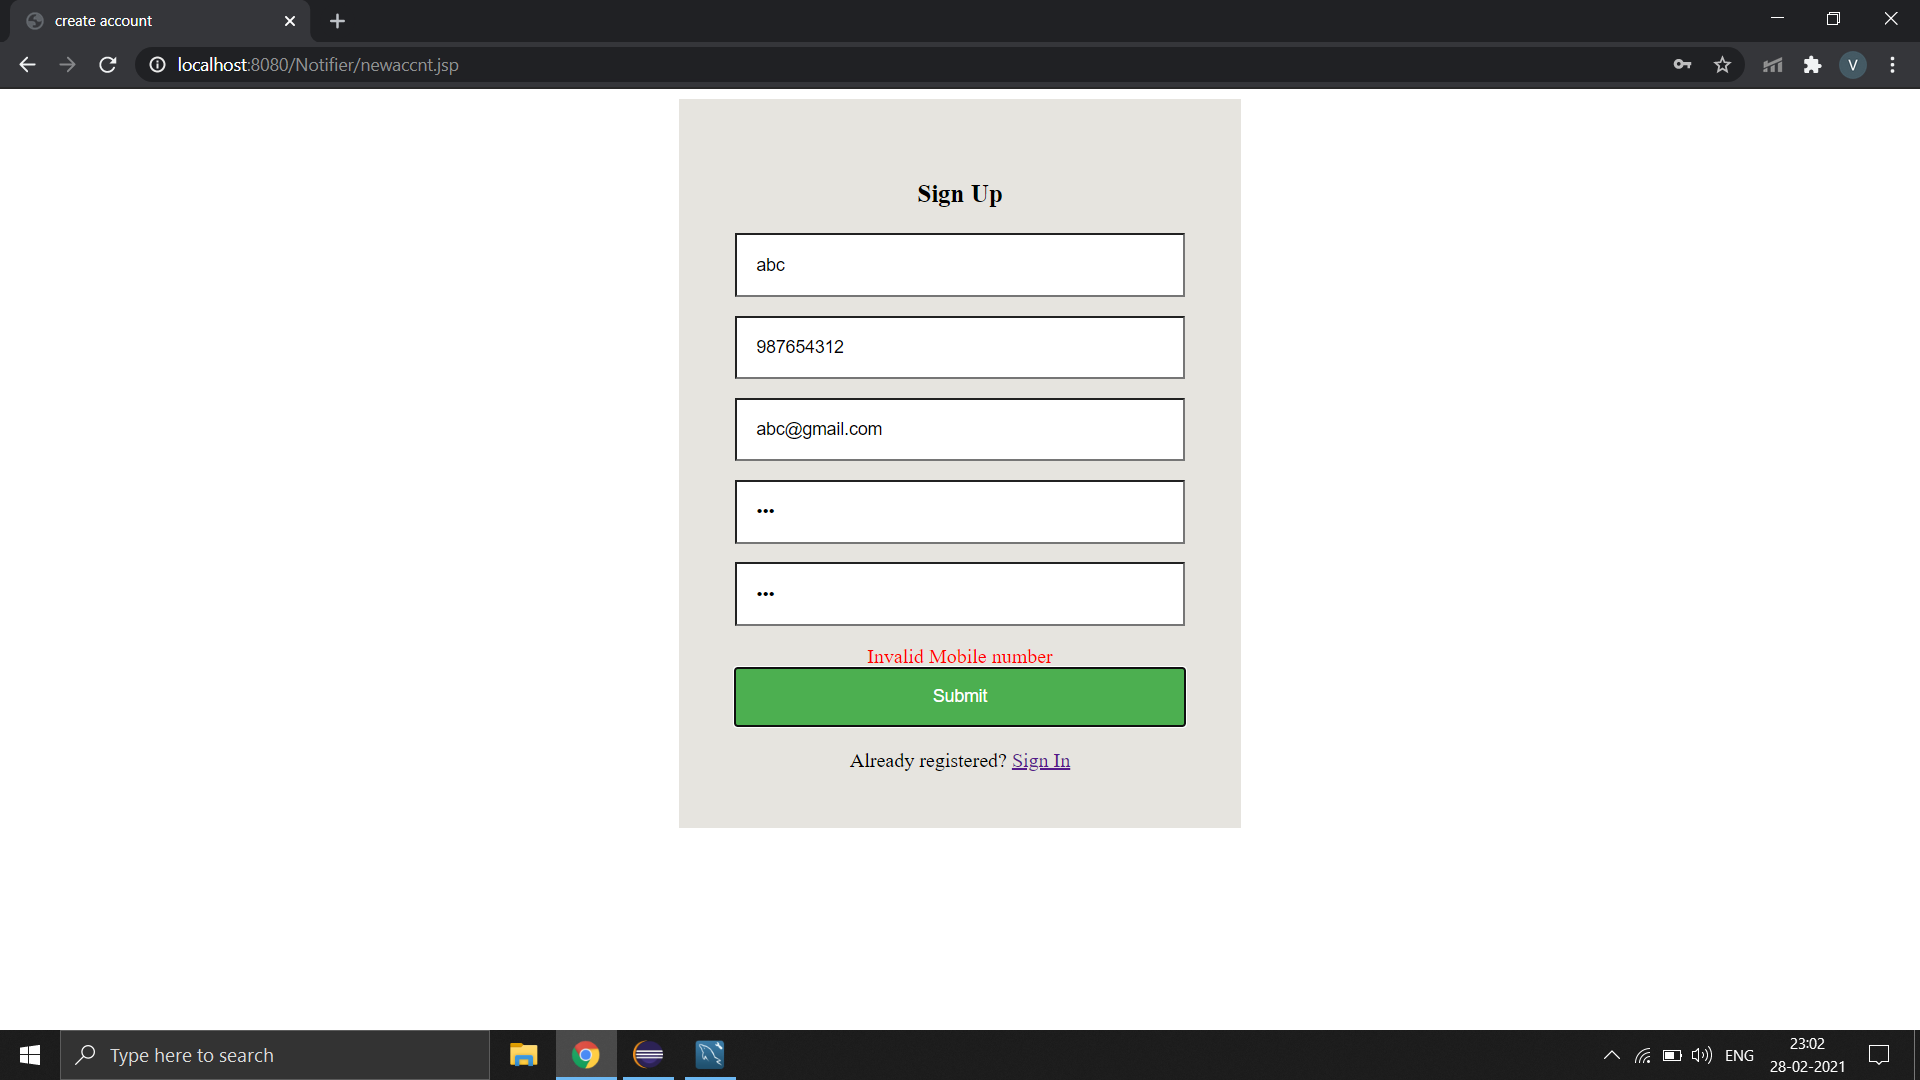 create account
localhost:8080/Notifier/newaccnt.jsp
V
Sign Up
abc
987654312
abc@gmail.com
•••
•••
Invalid Mobile number
Submit
Already registered? Sign In
Type here to search
ENG
23:02
28-02-2021